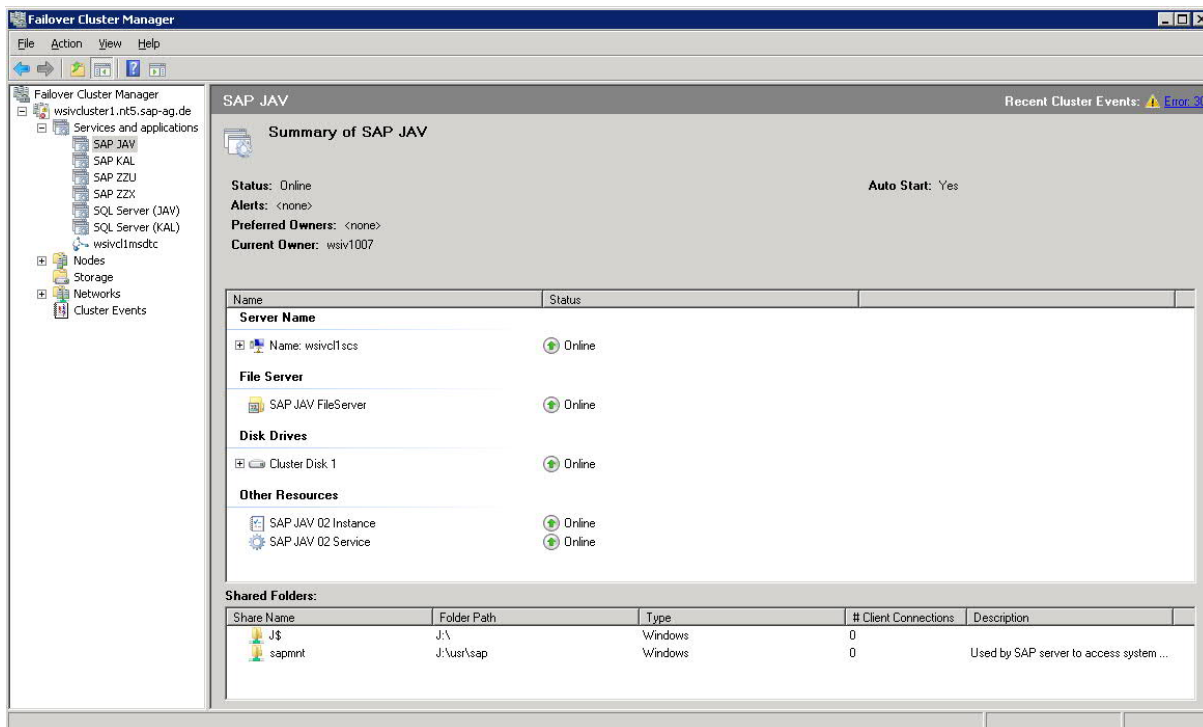 Failover Cluster Manager
File Action View Help
Failover Cluster Manager
wsivcluster1.nt5.sap-ag.de
Services and applications
SAP JAV
SAP KAL
SAP ZZU
SAP ZZX
SQL Server (JAV)
SQL Server (KAL)
wsivcl1msdtc
Nodes
Storage
Networks
Cluster Events
SAP JAV Recent Cluster Events: Error: 30
Summary of SAP JAV
Status: Online Auto Start: Yes
Alerts: <none>
Preferred Owners: <none>
Current Owner: wsiv1007
Name Status
Server Name
Name: wsivcl1scs Online
File Server
SAP JAV FileServer Online
Disk Drives
Cluster Disk 1 Online
Other Resources
SAP JAV 02 Instance Online
SAP JAV 02 Service Online
Shared Folders:
Share Name Folder Path Type # Client Connections Description
J$ J:\ Windows 0
sapmnt J:\usr\sap Windows 0 Used by SAP server to access system ...